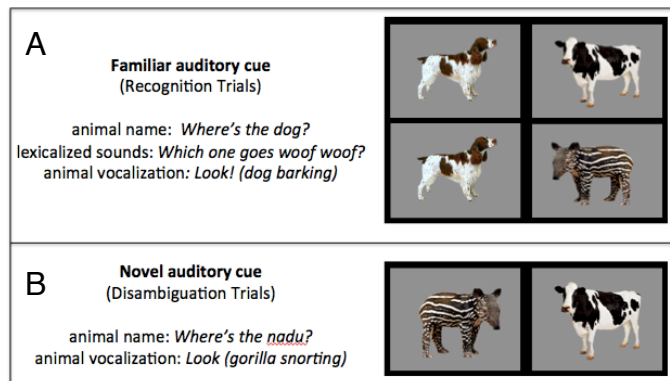 A
Familiar auditory cue
(Recognition Trials)
animal name: Where's the dog?
lexicalized sounds: Which one goes woof woof?
animal vocalization: Look! (dog barking)
B
Novel auditory cue
(Disambiguation Trials)
animal name: Where's the nadu?
animal vocalization: Look (gorilla snorting)